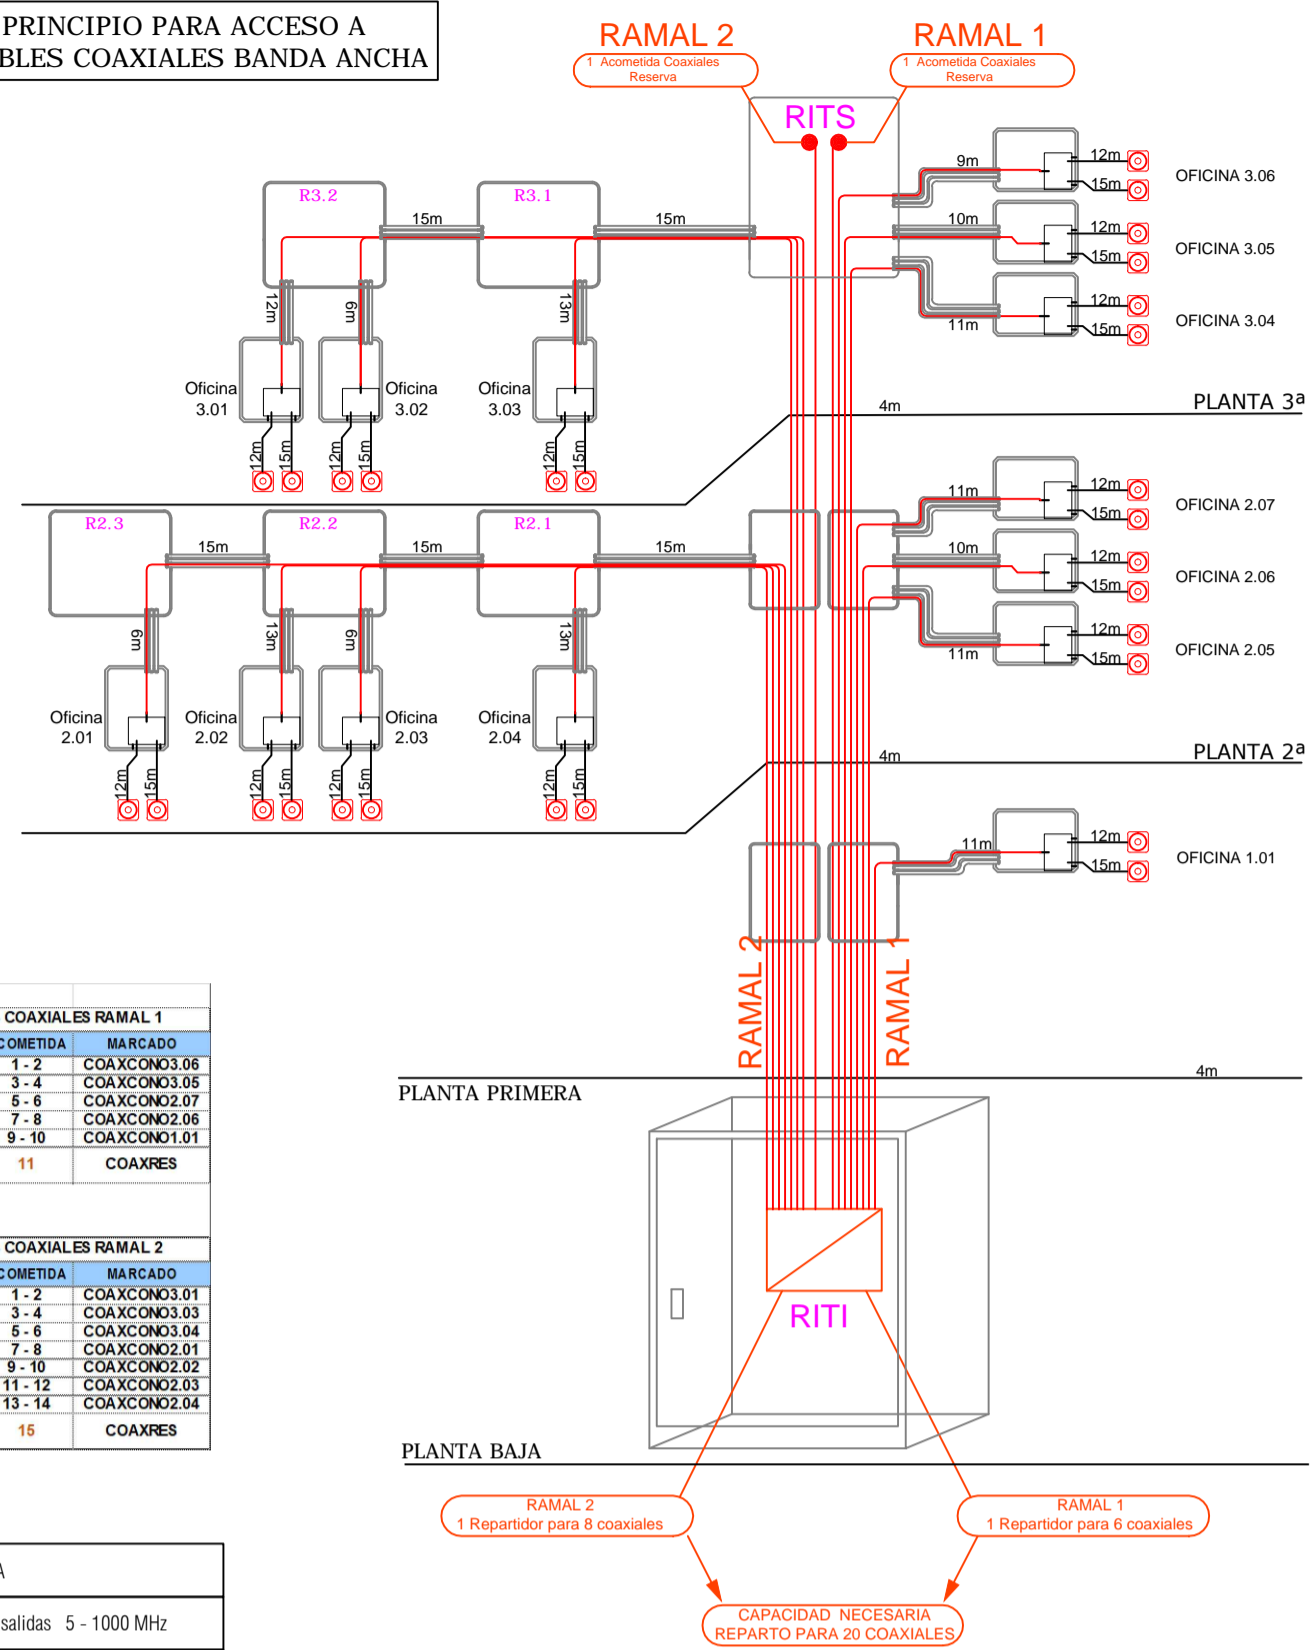 PRINCIPIO PARA ACCESO A
BLES COAXIALES BANDA ANCHA
RAMAL 2
1 Acometida Coaxiales
Reserva
RAMAL 1
1 Acometida Coaxiales
Reserva
RITS
R3.2
15m
R3.1
15m
12m
6m
13m
Oficina
3.01
Oficina
3.02
Oficina
3.03
12m
15m
12m
15m
12m
15m
9m
12m
15m
OFICINA 3.06
10m
12m
15m
OFICINA 3.05
11m
12m
15m
OFICINA 3.04
4m
PLANTA 3ª
R2.3
15m
R2.2
15m
R2.1
15m
6m
13m
6m
13m
Oficina
2.01
Oficina
2.02
Oficina
2.03
Oficina
2.04
12m
15m
12m
15m
12m
15m
12m
15m
11m
12m
15m
OFICINA 2.07
10m
12m
15m
OFICINA 2.06
11m
12m
15m
OFICINA 2.05
4m
PLANTA 2ª
11m
12m
15m
OFICINA 1.01
RAMAL 2
RAMAL 1
4m
PLANTA PRIMERA
COAXIALES RAMAL 1
COMETIDA MARCADO
1 - 2 COAXCONO3.06
3 - 4 COAXCONO3.05
5 - 6 COAXCONO2.07
7 - 8 COAXCONO2.06
9 - 10 COAXCONO1.01
11 COAXRES
COAXIALES RAMAL 2
COMETIDA MARCADO
1 - 2 COAXCONO3.01
3 - 4 COAXCONO3.03
5 - 6 COAXCONO3.04
7 - 8 COAXCONO2.01
9 - 10 COAXCONO2.02
11 - 12 COAXCONO2.03
13 - 14 COAXCONO2.04
15 COAXRES
RITI
PLANTA BAJA
RAMAL 2
1 Repartidor para 8 coaxiales
RAMAL 1
1 Repartidor para 6 coaxiales
CAPACIDAD NECESARIA
REPARTO PARA 20 COAXIALES
A
salidas 5 - 1000 MHz